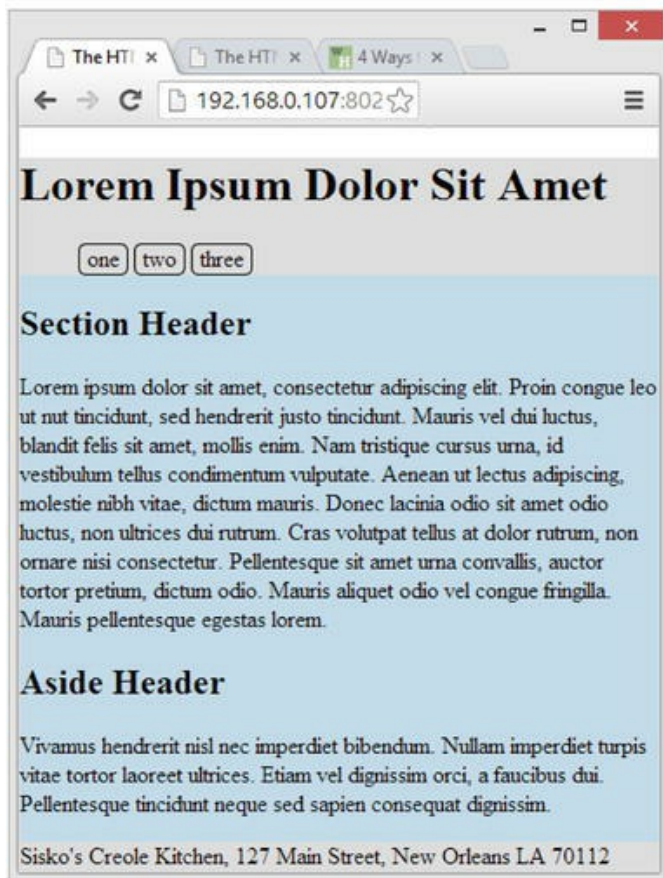 The HTI
The HTI
4 Ways
192.168.0.107:802
Lorem Ipsum Dolor Sit Amet
one two three
Section Header
Lorem ipsum dolor sit amet, consectetur adipiscing elit. Proin congue leo
ut nut tincidunt, sed hendrerit justo tincidunt. Mauris vel dui luctus,
blandit felis sit amet, mollis enim. Nam tristique cursus urna, id
vestibulum tellus condimentum vulputate. Aenean ut lectus adipiscing,
molestie nibh vitae, dictum mauris. Donec lacinia odio sit amet odio
luctus, non ultrices dui rutrum. Cras volutpat tellus at dolor rutrum, non
ornare nisi consectetur. Pellentesque sit amet urna convallis, auctor
tortor pretium, dictum odio. Mauris aliquet odio vel congue fringilla.
Mauris pellentesque egestas lorem.
Aside Header
Vivamus hendrerit nisl nec imperdiet bibendum. Nullam imperdiet turpis
vitae tortor laoreet ultrices. Etiam vel dignissim orci, a faucibus dui.
Pellentesque tincidunt neque sed sapien consequat dignissim.
Sisko's Creole Kitchen, 127 Main Street, New Orleans LA 70112